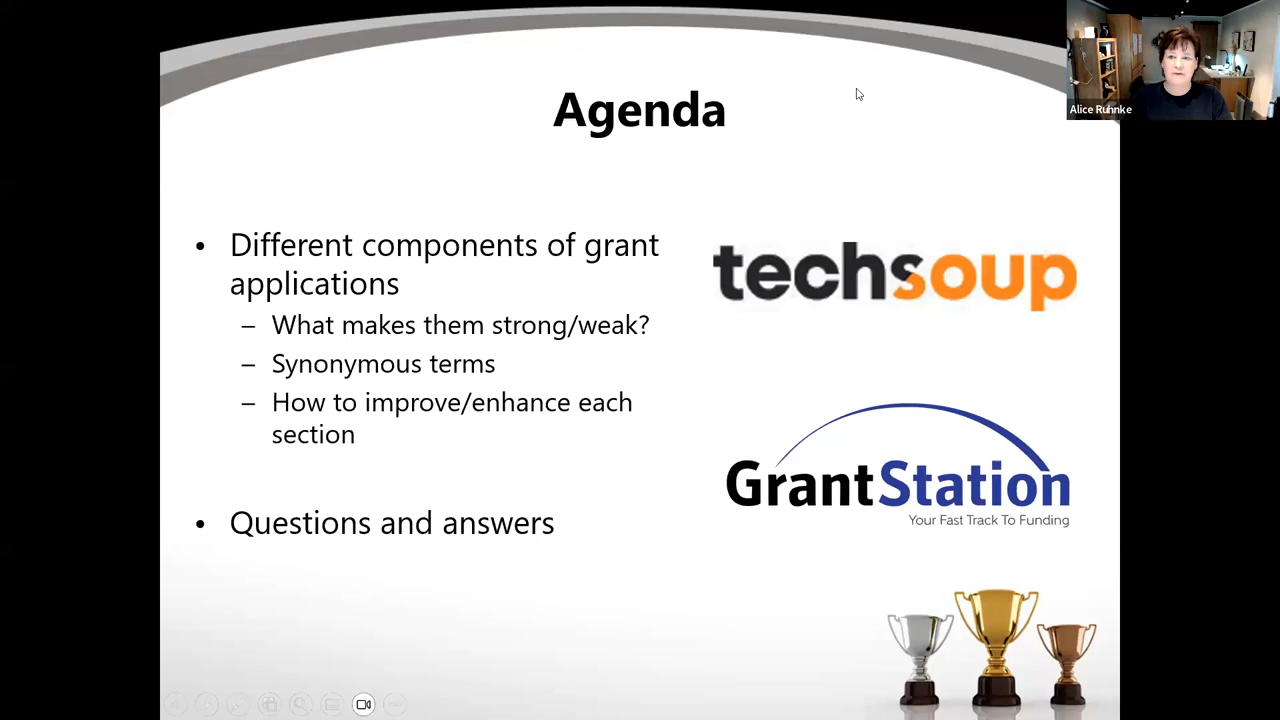 Agenda
Alice Ruhnke
• Different components of grant
applications
– What makes them strong/weak?
– Synonymous terms
– How to improve/enhance each
section
• Questions and answers
techsoup
GrantStation
Your Fast Track To Funding